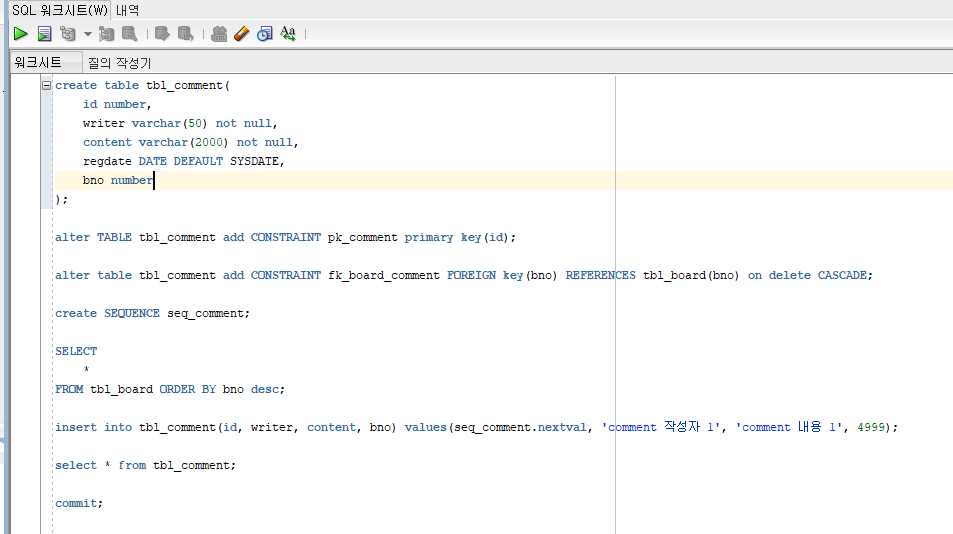 SQL 워크시트(W) 내역
Aa
워크시트 질의 작성기
create table tbl_comment(
id number,
writer varchar(50) not null,
content varchar(2000) not null,
regdate DATE DEFAULT SYSDATE,
bno number
);
alter TABLE tbl_comment add CONSTRAINT pk_comment primary key(id);
alter table tbl_comment add CONSTRAINT fk_board_comment FOREIGN key(bno) REFERENCES tbl_board(bno) on delete CASCADE;
create SEQUENCE seq_comment;
SELECT
*
FROM tbl_board ORDER BY bno desc;
insert into tbl_comment(id, writer, content, bno) values(seq_comment.nextval, 'comment 작성자 1', 'comment 내용 1', 4999);
select * from tbl_comment;
commit;